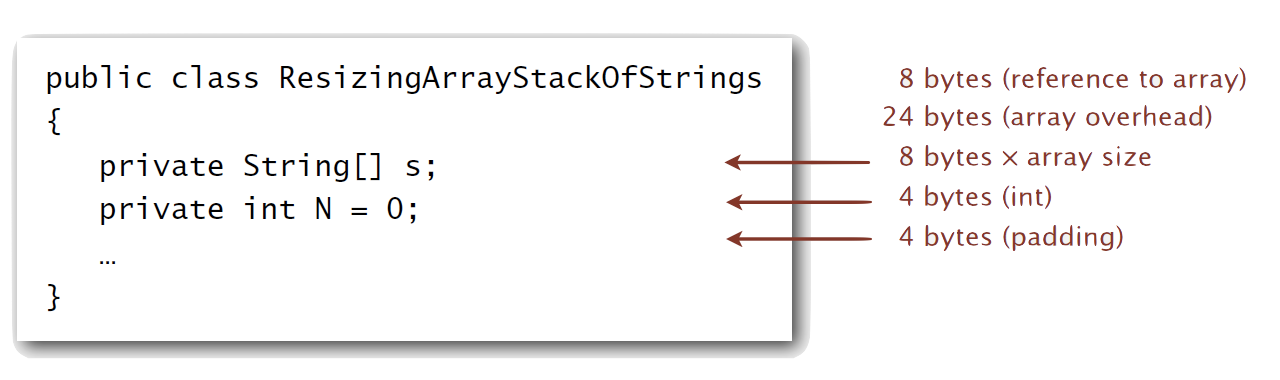 public class ResizingArrayStackOfStrings
{
private String[] s;
private int N = 0;
…
}
8 bytes (reference to array)
24 bytes (array overhead)
8 bytes × array size
4 bytes (int)
4 bytes (padding)